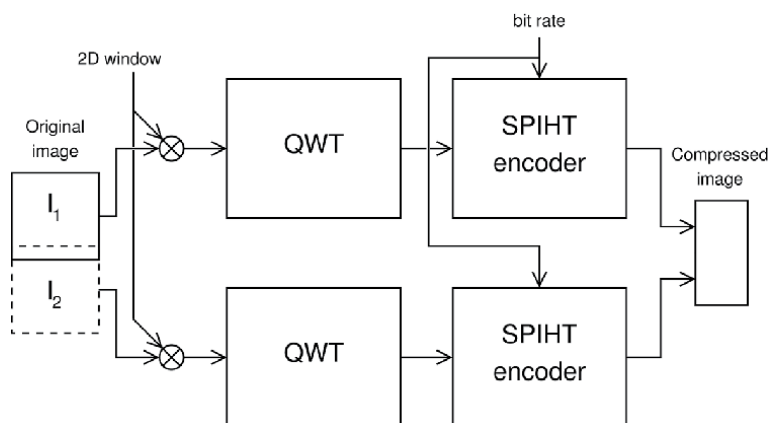 bit rate
2D window
Original
image
QWT
SPIHT
encoder
Compressed
image
I1
I2
QWT
SPIHT
encoder